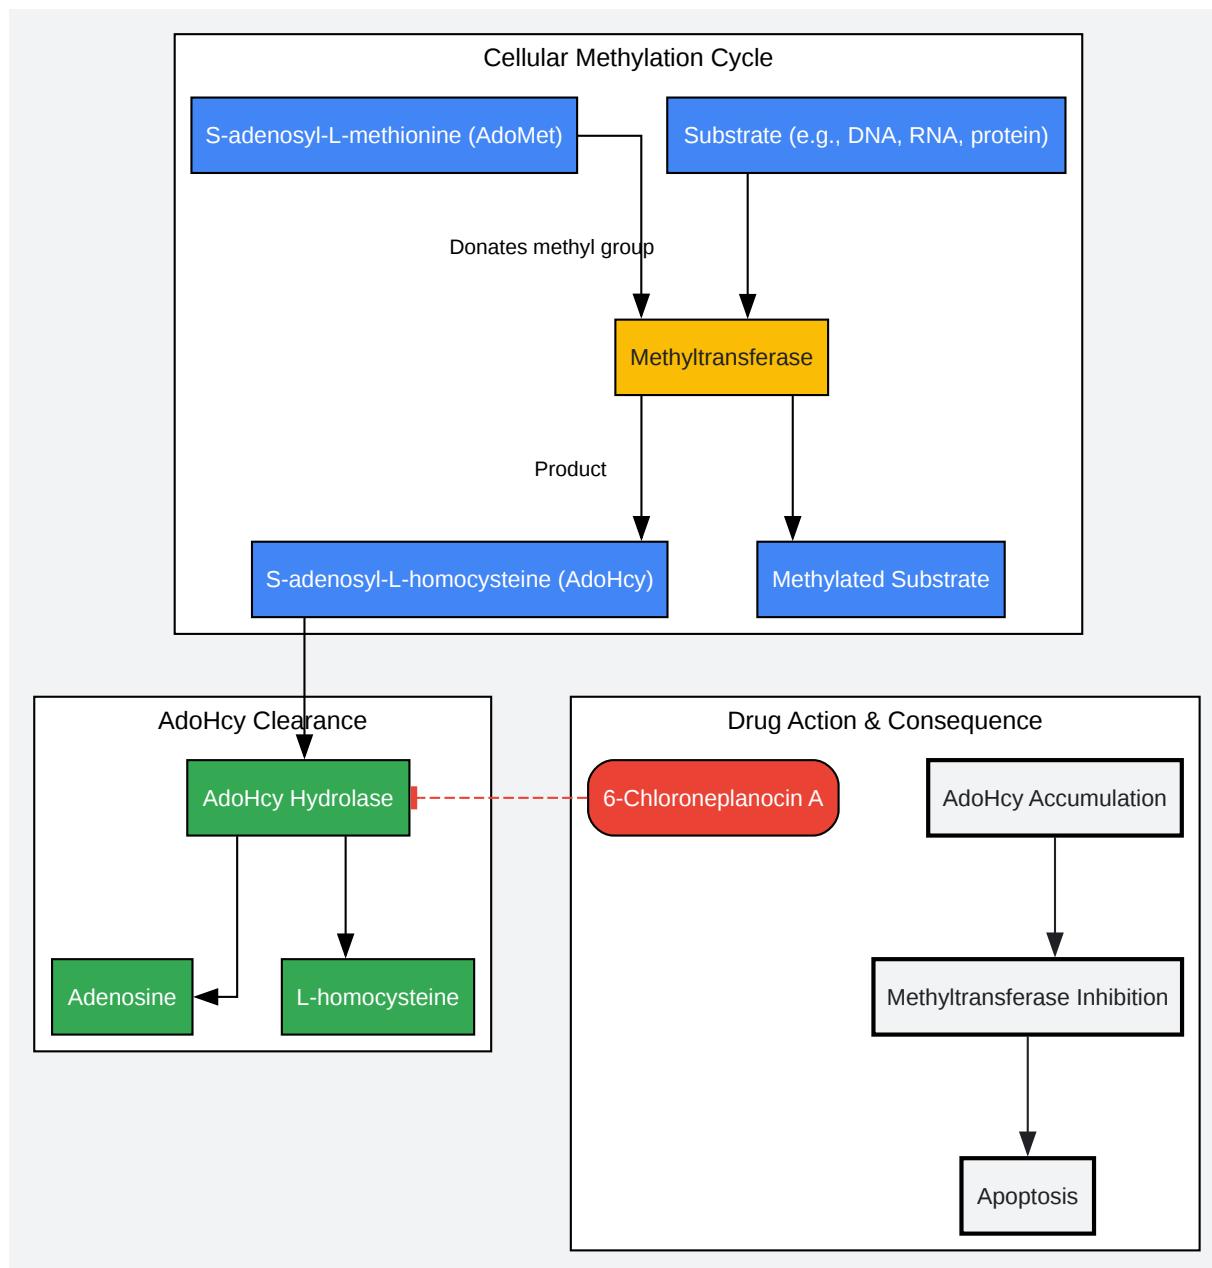 Cellular Methylation Cycle
S-adenosyl-L-methionine (AdoMet)
Substrate (e.g., DNA, RNA, protein)
Donates methyl group
Methyltransferase
Product
S-adenosyl-L-homocysteine (AdoHcy)
Methylated Substrate
AdoHcy Clearance
AdoHcy Hydrolase
Adenosine
L-homocysteine
Drug Action & Consequence
6-Chloroneplanocin A
AdoHcy Accumulation
Methyltransferase Inhibition
Apoptosis